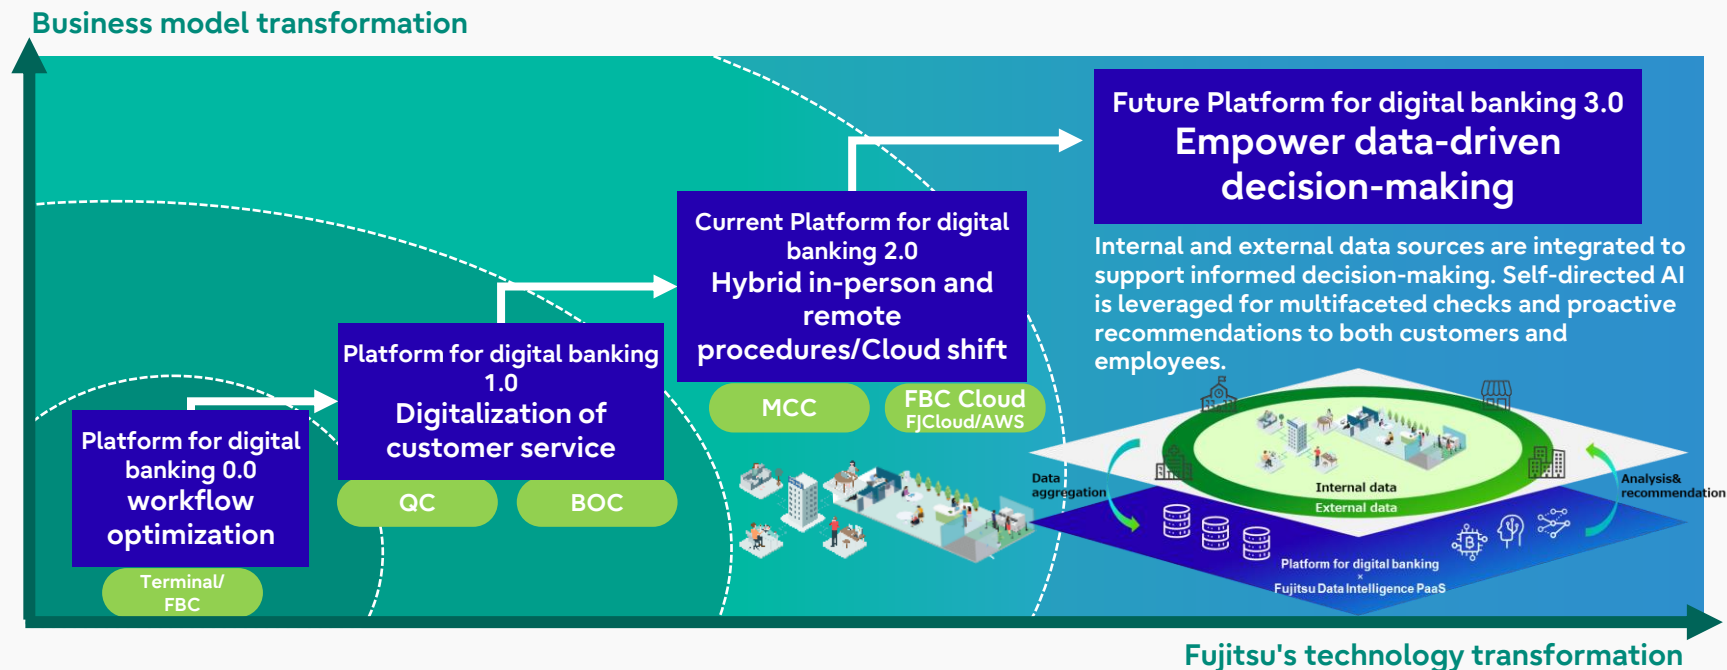 Business model transformation
Future Platform for digital banking 3.0
Empower data-driven
decision-making
Internal and external data sources are integrated to
support informed decision-making. Self-directed AI
is leveraged for multifaceted checks and proactive
recommendations to both customers and
employees.
Current Platform for digital
banking 2.0
Hybrid in-person and
remote
procedures/Cloud shift
MCC
FBC Cloud
FJCloud/AWS
Platform for digital banking
1.0
Digitalization of
customer service
QC
BOC
Platform for digital
banking 0.0
workflow
optimization
Terminal/
FBC
Data
aggregation
Internal data
External data
Analysis&
recommendation
Platform for digital banking
×
Fujitsu Data Intelligence PaaS
Fujitsu's technology transformation